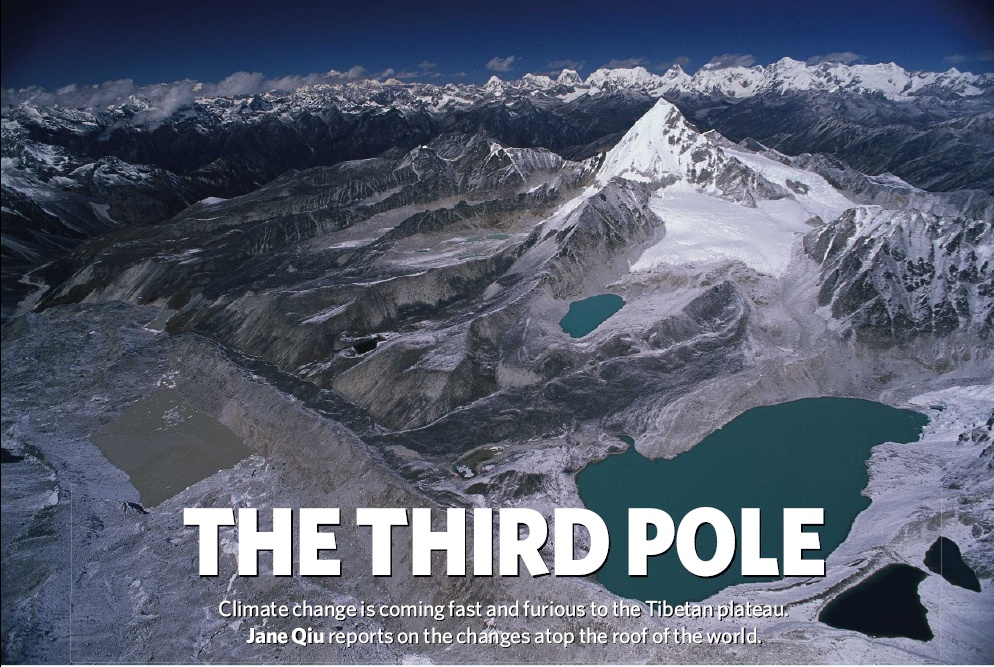 THE THIRD POLE
Climate change is coming fast and furious to the Tibetan plateau.
Jane Qiu reports on the changes atop the roof of the world.